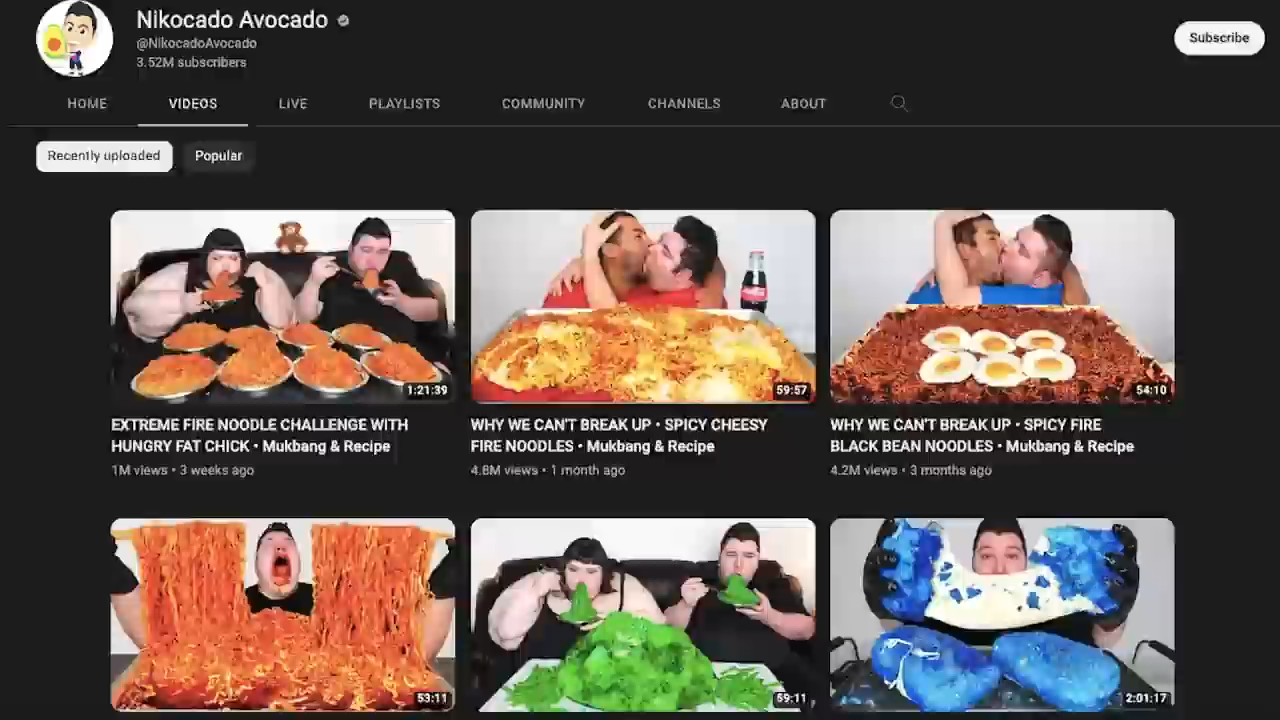 Nikocado Avocado
@NikocadoAvocado
3.52M subscribers
Subscribe
HOME
VIDEOS
LIVE
PLAYLISTS
COMMUNITY
CHANNELS
ABOUT
Recently uploaded
Popular
1:21:39
59:57
54:10
EXTREME FIRE NOODLE CHALLENGE WITH
HUNGRY FAT CHICK • Mukbang & Recipe
1M views • 3 weeks ago
WHY WE CAN'T BREAK UP • SPICY CHEESY
FIRE NOODLES • Mukbang & Recipe
4.8M views • 1 month ago
WHY WE CAN'T BREAK UP • SPICY FIRE
BLACK BEAN NOODLES • Mukbang & Recipe
4.2M views • 3 months ago
53:11
59:11
2:01:17